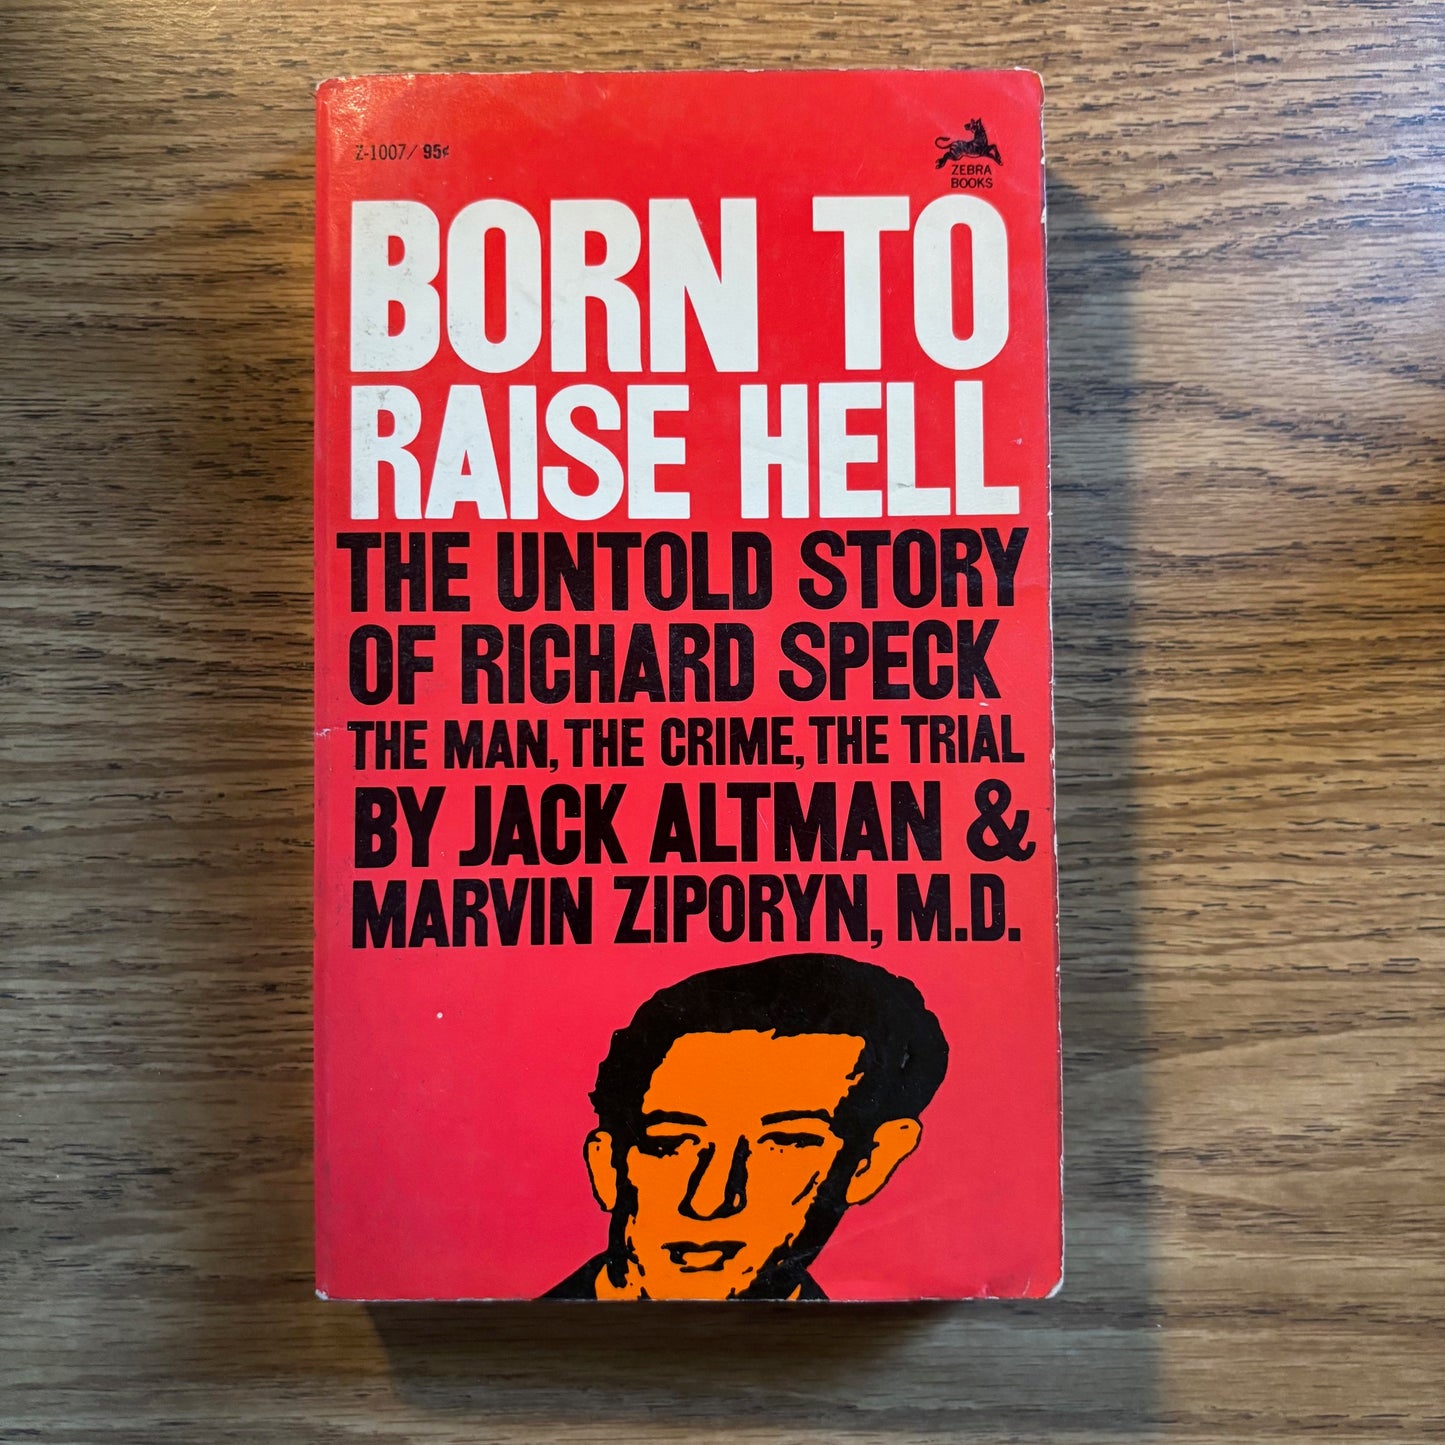 Z-1007/ 95¢
ZEBRA
BOOKS
BORN TO
RAISE HELL
THE UNTOLD STORY
OF RICHARD SPECK
THE MAN, THE CRIME, THE TRIAL
BY JACK ALTMAN &
MARVIN ZIPORYN, M.D.